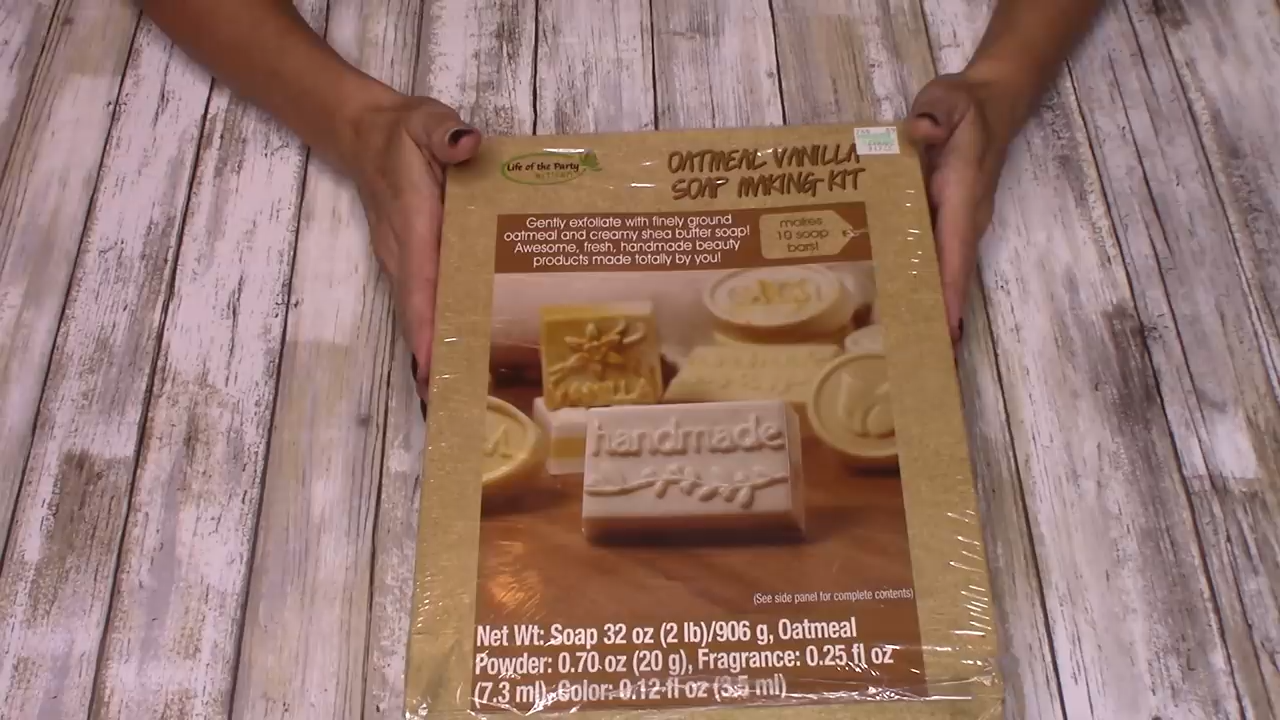 Life of the Party
OATMEAL VANILLA
SOAP MAKING KIT
Gently exfoliate with finely ground
oatmeal and creamy shea butter soap!
Awesome, fresh, handmade beauty
products made totally by you!
makes
10 soap
bars!
VANILLA
handmade
(See side panel for complete contents)
Net Wt: Soap 32 oz (2 lb)/906 g, Oatmeal
Powder: 0.70 oz (20 g), Fragrance: 0.25 fl oz
(7.3 ml), Color: 0.12 fl oz (3.5 ml)